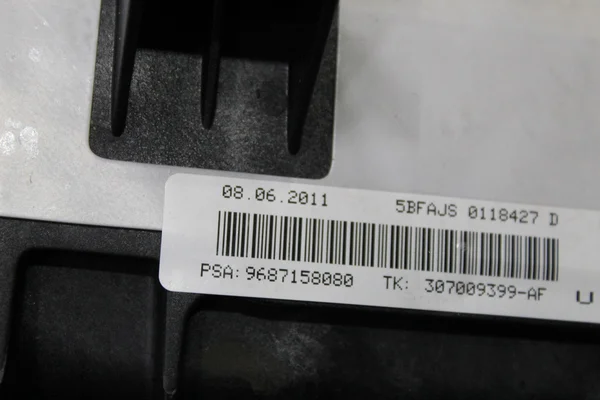 08.06.2011 5BFAJS 0118427 D
PSA: 9687158080 TK: 307009399-AF